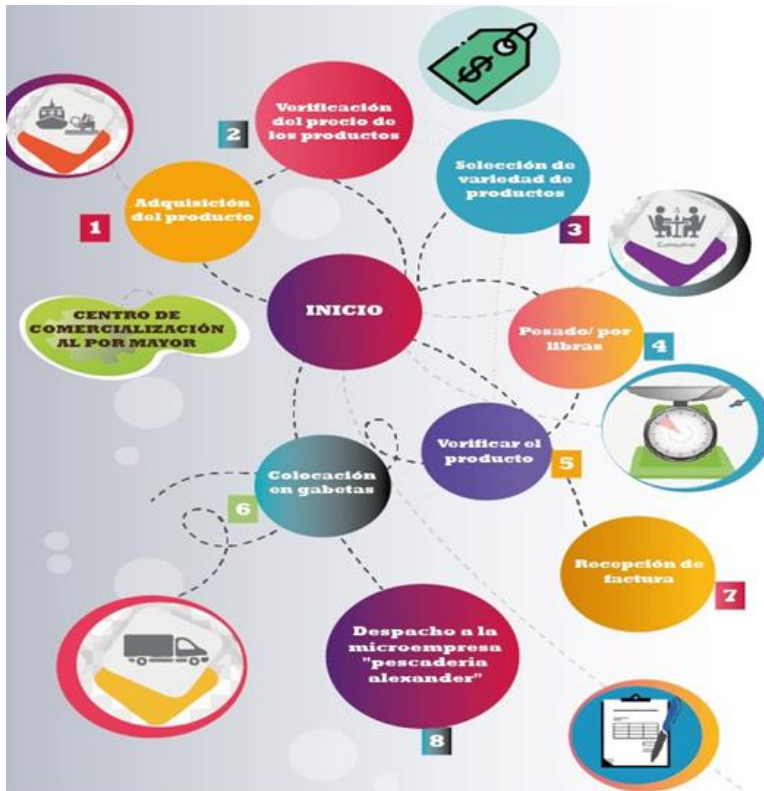 2
Verificación
del precio de
los productos
Adquisición
del producto
1
Selección de
variedad de
productos
3
Consumo
INICIO
CENTRO DE
COMERCIALIZACIÓN
AL POR MAYOR
Pesado/ por
libras
4
Verificar el
producto
5
Colocación
en gabetas
6
Recepción de
factura
7
Despacho a la
microempresa
"pescaderia
alexander"
8